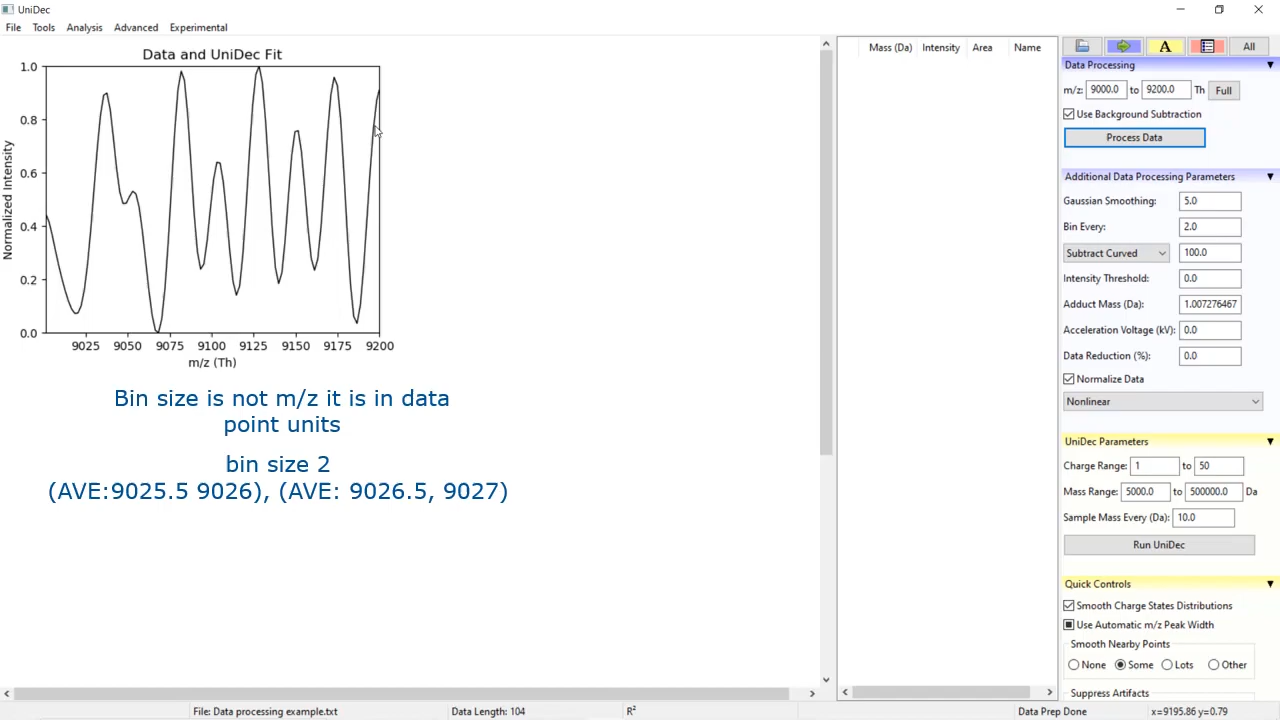 UniDec
File Tools Analysis Advanced Experimental
Data and UniDec Fit
Normalized Intensity
1.0
0.8
0.6
0.4
0.2
0.0
9025 9050 9075 9100 9125 9150 9175 9200
m/z (Th)
Bin size is not m/z it is in data
point units
bin size 2
(AVE:9025.5 9026), (AVE: 9026.5, 9027)
Mass (Da) Intensity Area Name
A All
Data Processing
m/z: 9000.0 to 9200.0 Th Full
Use Background Subtraction
Process Data
Additional Data Processing Parameters
Gaussian Smoothing: 5.0
Bin Every: 2.0
Subtract Curved 100.0
Intensity Threshold: 0.0
Adduct Mass (Da): 1.007276467
Acceleration Voltage (kV): 0.0
Data Reduction (%): 0.0
Normalize Data
Nonlinear
UniDec Parameters
Charge Range: 1 to 50
Mass Range: 5000.0 to 500000.0 Da
Sample Mass Every (Da): 10.0
Run UniDec
Quick Controls
Smooth Charge States Distributions
Use Automatic m/z Peak Width
Smooth Nearby Points
None Some Lots Other
Suppress Artifacts
File: Data processing example.txt Data Length: 104 R² Data Prep Done x=9195.86 y=0.79